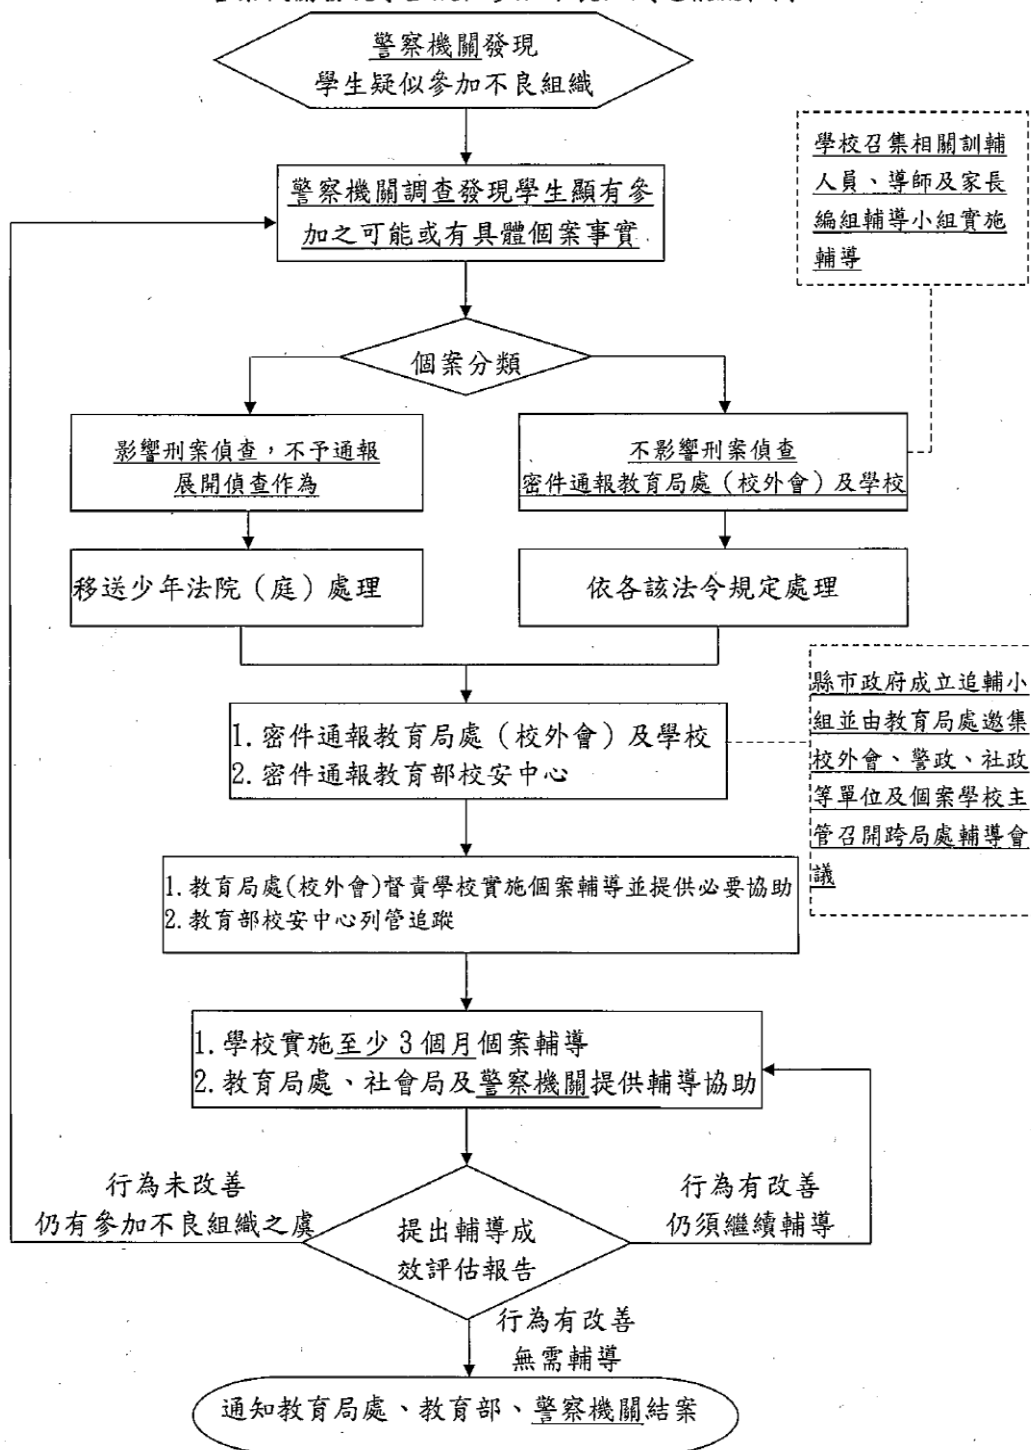 警察機關發現
學生疑似參加不良組織
學校召集相關訓輔
人員、導師及家長
編組輔導小組實施
輔導
警察機關調查發現學生顯有參
加之可能或有具體個案事實
個案分類
影響刑案偵查，不予通報
展開偵查作為
不影響刑案偵查
密件通報教育局處（校外會）及學校
移送少年法院（庭）處理
依各該法令規定處理
縣市政府成立追輔小
組並由教育局處邀集
校外會、警政、社政
等單位及個案學校主
管召開跨局處輔導會
議
1. 密件通報教育局處（校外會）及學校
2. 密件通報教育部校安中心
1. 教育局處(校外會)督責學校實施個案輔導並提供必要協助
2. 教育部校安中心列管追蹤
1. 學校實施至少 3 個月個案輔導
2. 教育局處、社會局及警察機關提供輔導協助
行為未改善
仍有參加不良組織之虞
提出輔導成
效評估報告
行為有改善
仍須繼續輔導
行為有改善
無需輔導
通知教育局處、教育部、警察機關結案